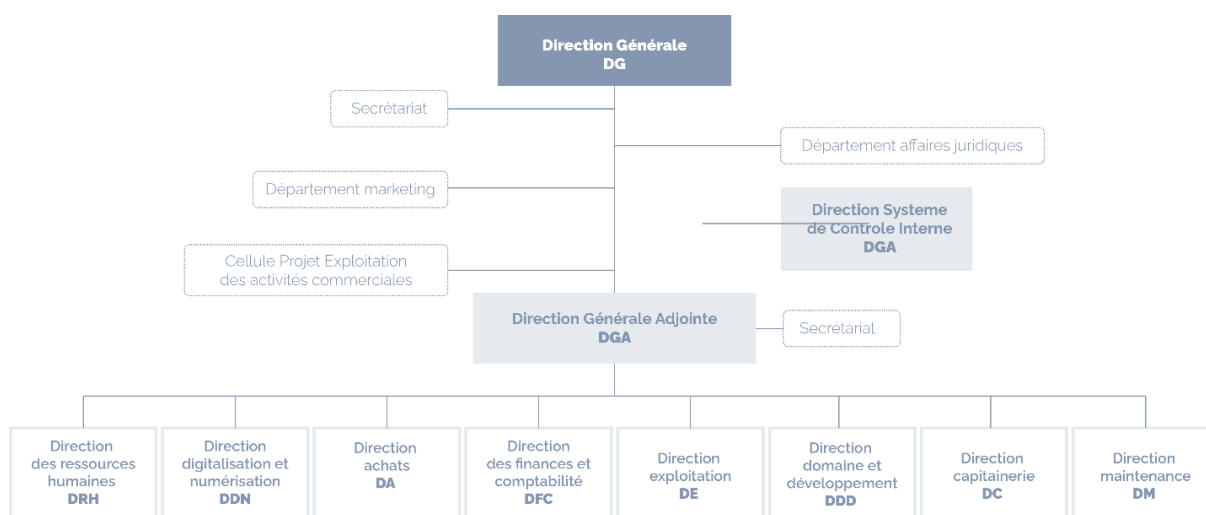 Direction Générale
DG
Secrétariat
Département affaires juridiques
Département marketing
Direction Systeme
de Controle Interne
DGA
Cellule Projet Exploitation
des activités commerciales
Direction Générale Adjointe
DGA
Secrétariat
Direction
des ressources
humaines
DRH
Direction
digitalisation et
numérisation
DDN
Direction
achats
DA
Direction
des finances et
comptabilité
DFC
Direction
exploitation
DE
Direction
domaine et
développement
DDD
Direction
capitainerie
DC
Direction
maintenance
DM